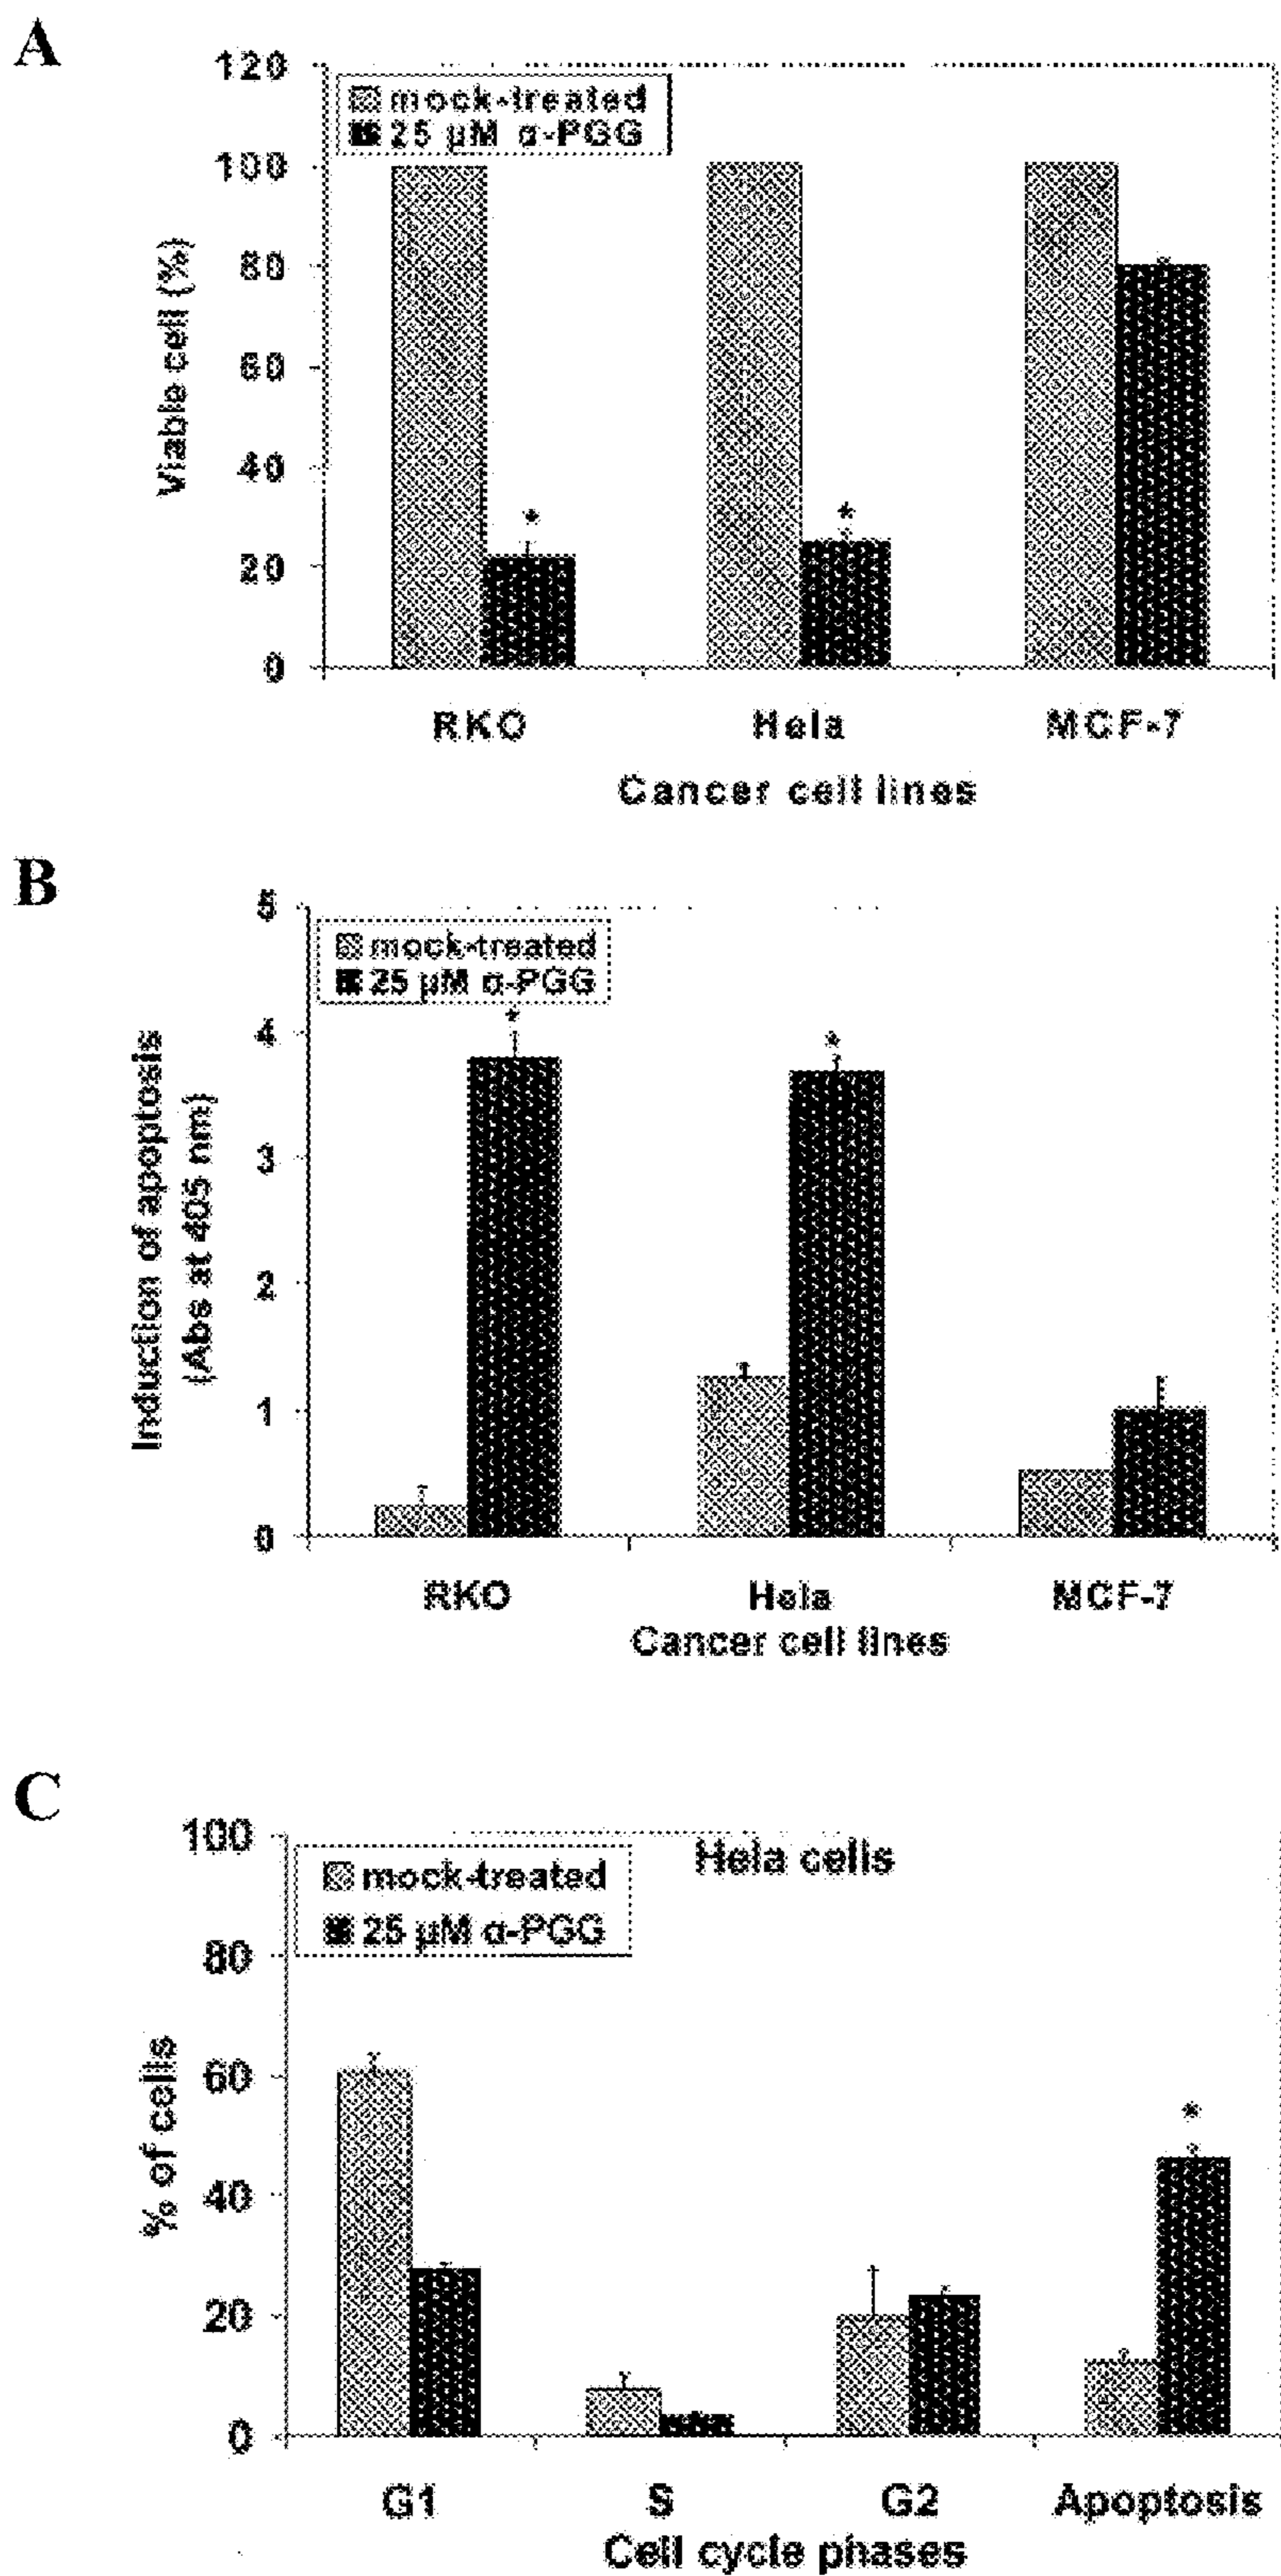 A
120
100
80
60
40
20
0
Viable cell (%)
mock-treated
25 μM α-PGG
*
*
RKO
Hela
MCF-7
Cancer cell lines
B
5
4
3
2
1
0
Induction of apoptosis
(Abs at 405 nm)
mock-treated
25 μM α-PGG
*
*
RKO
Hela
MCF-7
Cancer cell lines
C
100
80
60
40
20
0
% of cells
mock-treated
25 μM α-PGG
Hela cells
*
G1
S
G2
Apoptosis
Cell cycle phases